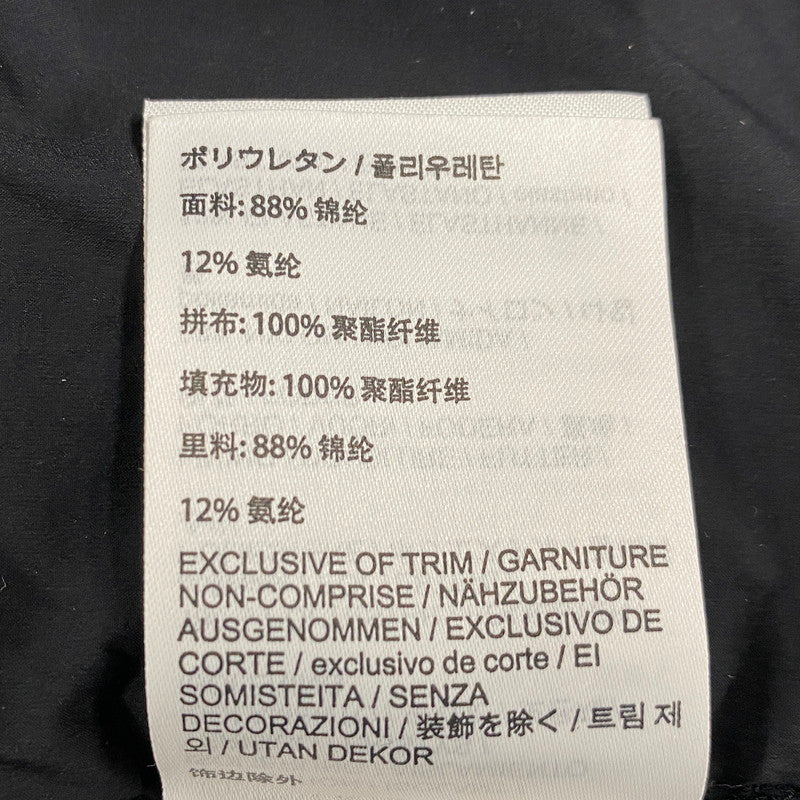 ポリウレタン / 폴리우레탄
面料: 88% 锦纶
12% 氨纶
拼布: 100% 聚酯纤维
填充物: 100% 聚酯纤维
里料: 88% 锦纶
12% 氨纶
EXCLUSIVE OF TRIM / GARNITURE
NON-COMPRISE / NÄHZUBEHÖR
AUSGENOMMEN / EXCLUSIVO DE
CORTE / exclusivo de corte / EI
SOMISTEITA / SENZA
DECORAZIONI / 装飾を除く / 트림 제
외 / UTAN DEKOR
饰边除外